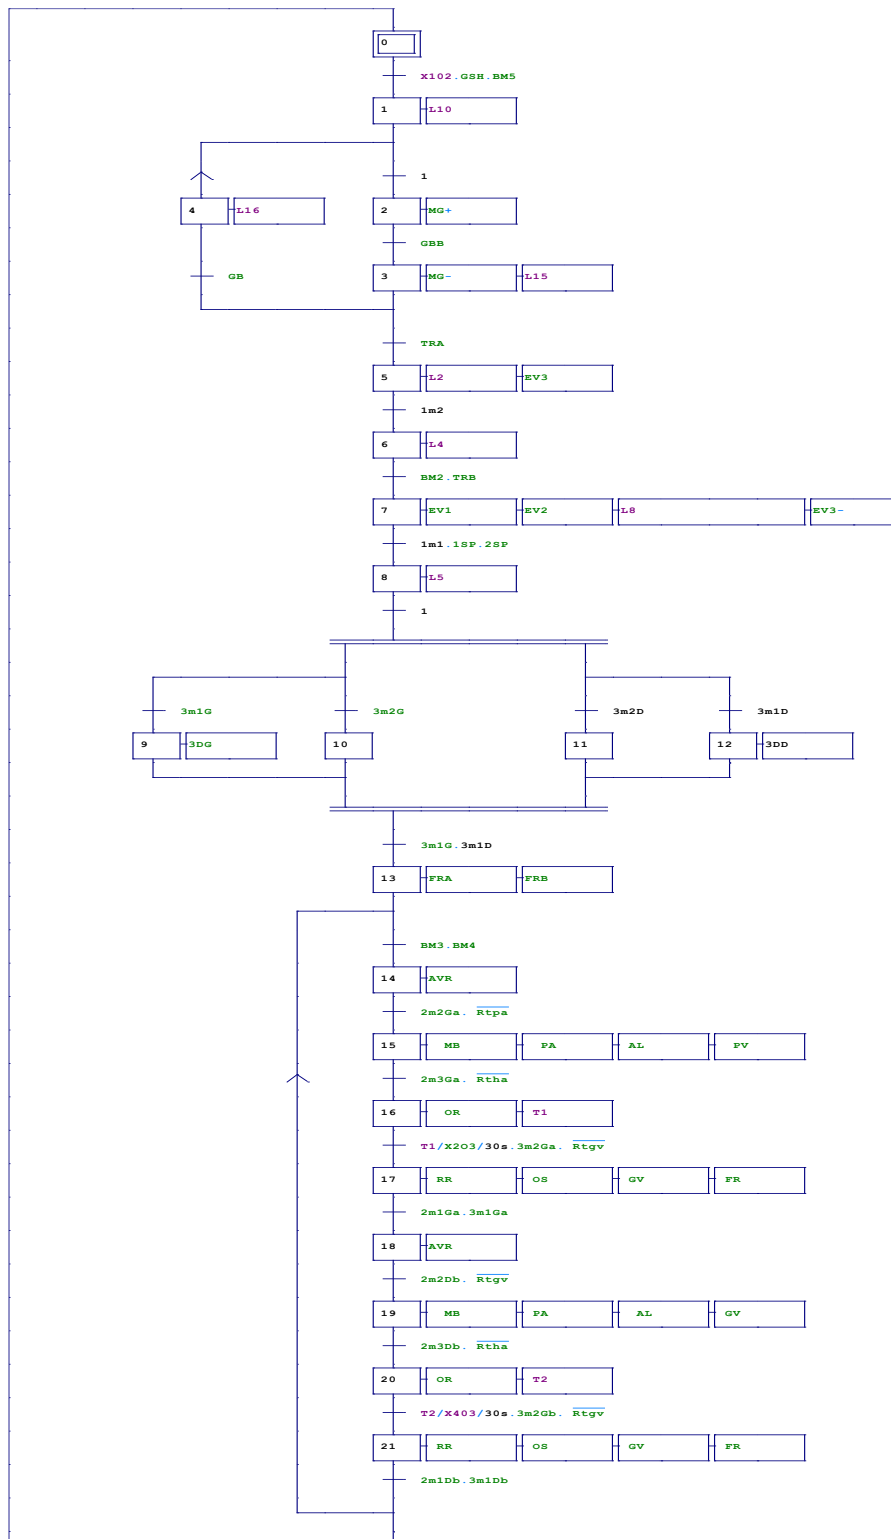 0
X102.GSH.BM5
1 L10
1
4 L16 2 MG+
GBB
GB 3 MG- L15
TRA
5 L2 EV3
1m2
6 L4
BM2.TRB
7 EV1 EV2 L8 EV3-
1m1.1SP.2SP
8 L5
1
3m1G 3m2G 3m2D 3m1D
9 3DG 10 11 12 3DD
3m1G.3m1D
13 FRA FRB
BM3.BM4
14 AVR
2m2Ga. Rtpa
15 MB PA AL PV
2m3Ga. Rtha
16 OR T1
T1/X2O3/30s.3m2Ga. Rtgv
17 RR OS GV FR
2m1Ga.3m1Ga
18 AVR
2m2Db. Rtgv
19 MB PA AL GV
2m3Db. Rtha
20 OR T2
T2/X403/30s.3m2Gb. Rtgv
21 RR OS GV FR
2m1Db.3m1Db